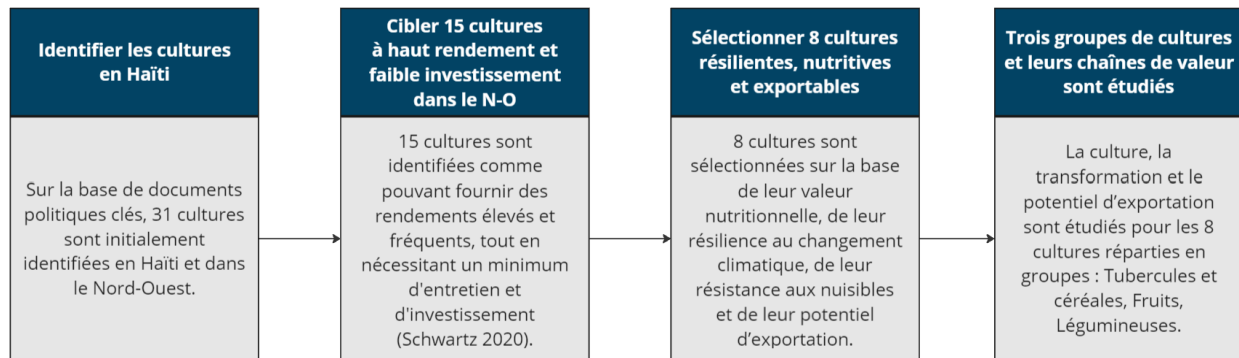 Identifier les cultures
en Haïti
Sur la base de documents
politiques clés, 31 cultures
sont initialement
identifiées en Haïti et dans
le Nord-Ouest.
Cibler 15 cultures
à haut rendement et
faible investissement
dans le N-O
15 cultures sont
identifiées comme
pouvant fournir des
rendements élevés et
fréquents, tout en
nécessitant un minimum
d'entretien et
d'investissement
(Schwartz 2020).
Sélectionner 8 cultures
résilientes, nutritives
et exportables
8 cultures sont
sélectionnées sur la base
de leur valeur
nutritionnelle, de leur
résilience au changement
climatique, de leur
résistance aux nuisibles
et de leur potentiel
d'exportation.
Trois groupes de cultures
et leurs chaînes de valeur
sont étudiés
La culture, la
transformation et le
potentiel d’exportation
sont étudiés pour les 8
cultures réparties en
groupes : Tubercules et
céréales, Fruits,
Légumineuses.